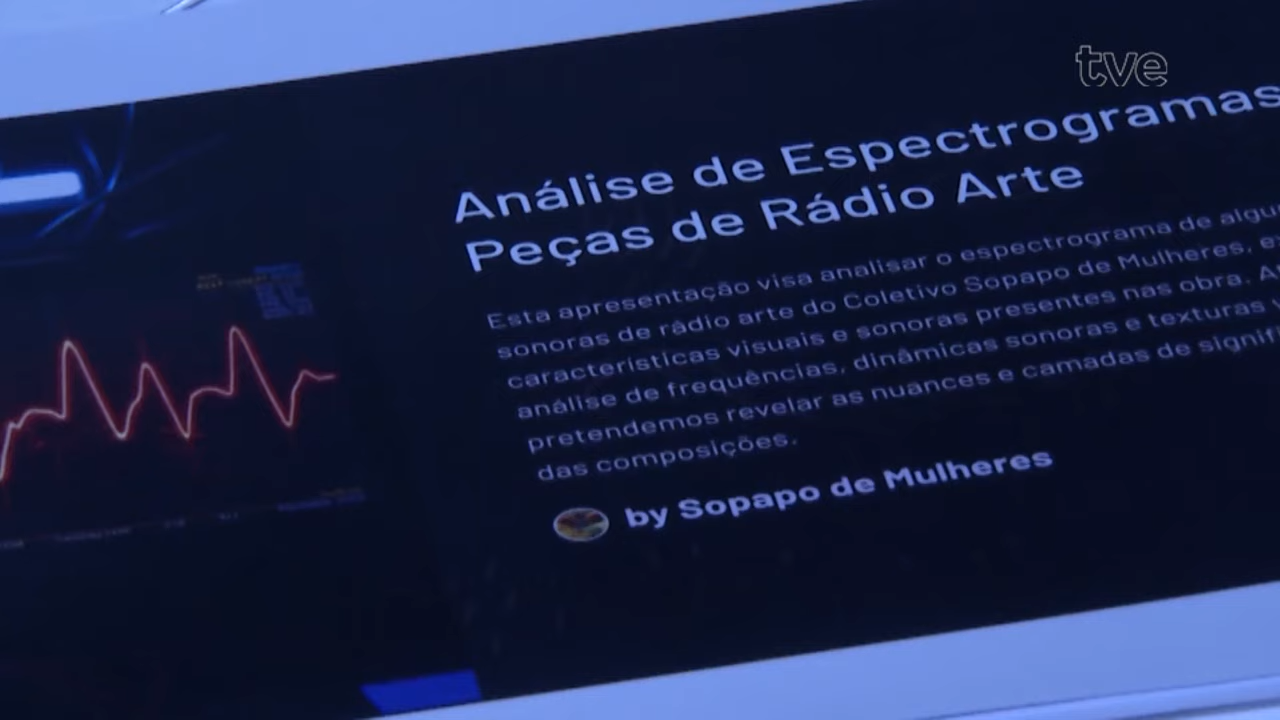 tve
Análise de Espectrogramas
Peças de Rádio Arte
Esta apresentação visa analisar o espectrograma de
sonoras de rádio arte do Coletivo Sopapo de Mulheres,
características visuais e sonoras presentes nas obra.
análise de frequências, dinâmicas sonoras e texturas
pretendemos revelar as nuances e camadas de
das composições.
by Sopapo de Mulheres